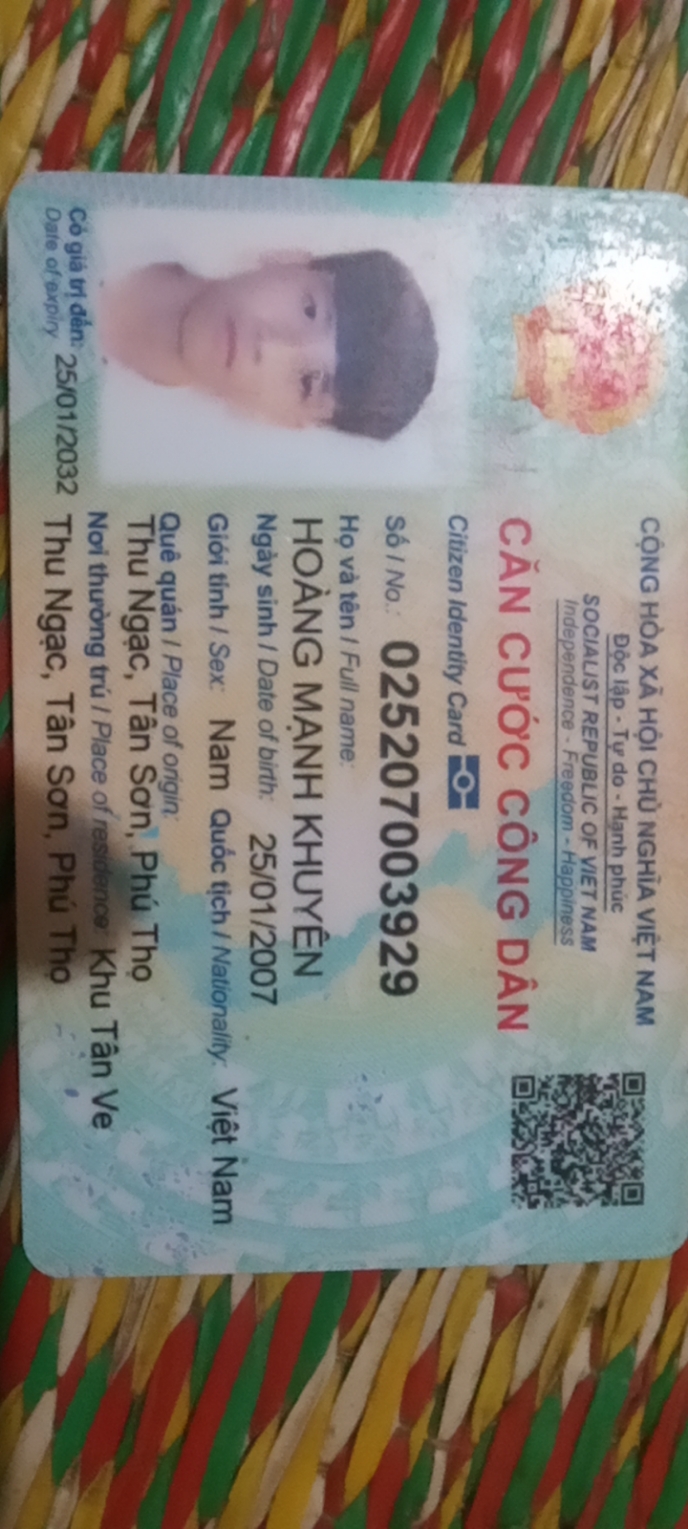 CỘNG HÒA XÃ HỘI CHỦ NGHĨA VIỆT NAM
Độc lập - Tự do - Hạnh phúc
SOCIALIST REPUBLIC OF VIET NAM
Independence - Freedom - Happiness
CĂN CƯỚC CÔNG DÂN
Citizen Identity Card
Số / No.: 025207003929
Họ và tên / Full name:
HOÀNG MẠNH KHUYÊN
Ngày sinh / Date of birth: 25/01/2007
Giới tính / Sex: Nam Quốc tịch / Nationality: Việt Nam
Quê quán / Place of origin:
Thu Ngạc, Tân Sơn, Phú Thọ
Nơi thường trú / Place of residence: Khu Tân Ve
Thu Ngạc, Tân Sơn, Phú Thọ
Có giá trị đến: 25/01/2032
Date of expiry